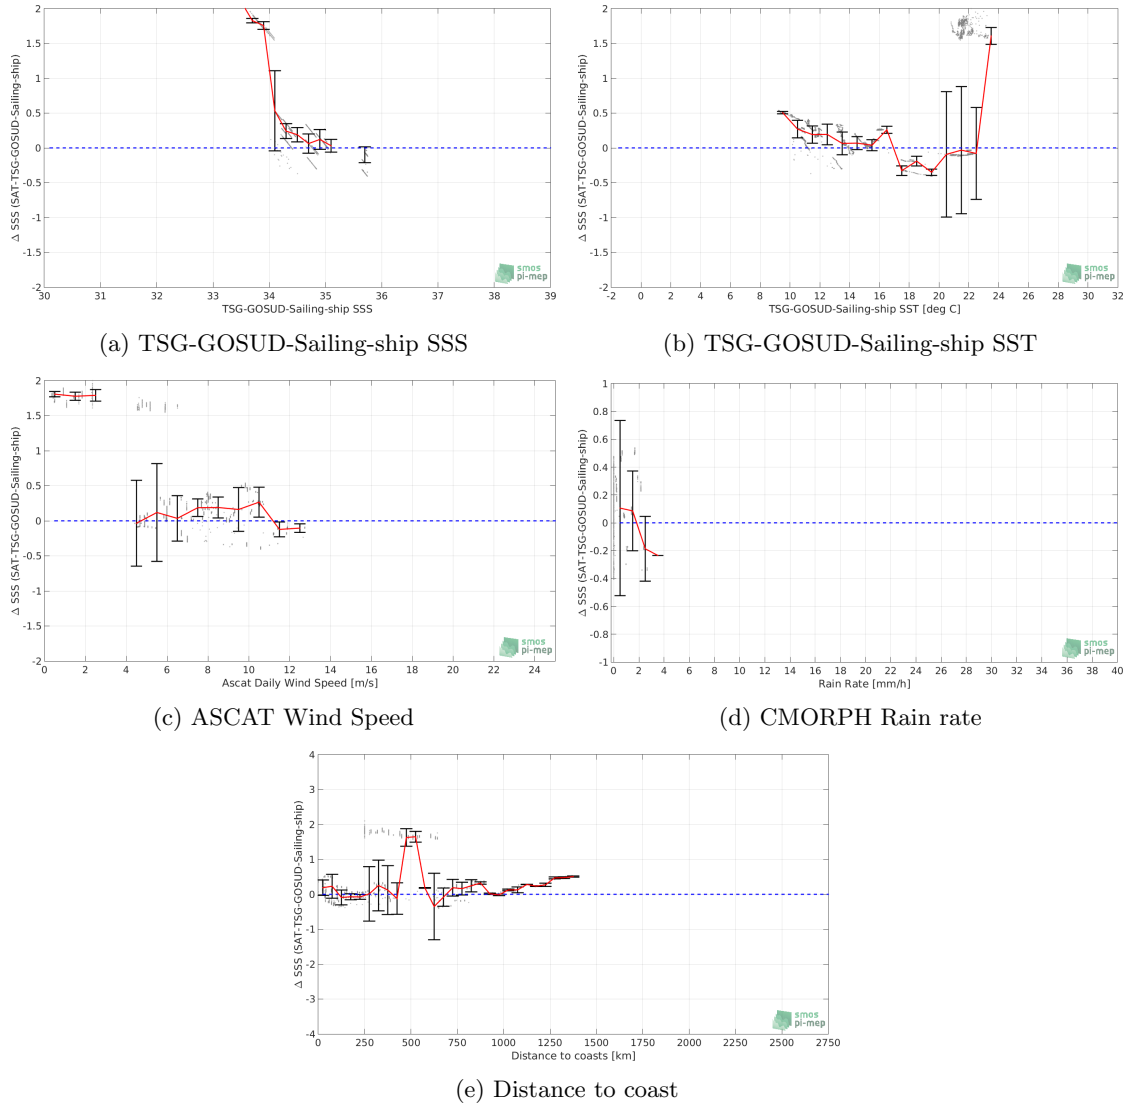 Δ SSS (SAT-TSG-GOSUD-Sailing-ship)
2
1.5
1
0.5
0
-0.5
-1
-1.5
-2
30 31 32 33 34 35 36 37 38 39
TSG-GOSUD-Sailing-ship SSS
smos
pi-mep
(a) TSG-GOSUD-Sailing-ship SSS
Δ SSS (SAT-TSG-GOSUD-Sailing-ship)
2
1.5
1
0.5
0
-0.5
-1
-1.5
-2
-2 0 2 4 6 8 10 12 14 16 18 20 22 24 26 28 30 32
TSG-GOSUD-Sailing-ship SST [deg C]
smos
pi-mep
(b) TSG-GOSUD-Sailing-ship SST
Δ SSS (SAT-TSG-GOSUD-Sailing-ship)
2
1.5
1
0.5
0
-0.5
-1
-1.5
-2
0 2 4 6 8 10 12 14 16 18 20 22 24
Ascat Daily Wind Speed [m/s]
smos
pi-mep
(c) ASCAT Wind Speed
Δ SSS (SAT-TSG-GOSUD-Sailing-ship)
1
0.8
0.6
0.4
0.2
0
-0.2
-0.4
-0.6
-0.8
-1
0 2 4 6 8 10 12 14 16 18 20 22 24 26 28 30 32 34 36 38 40
Rain Rate [mm/h]
smos
pi-mep
(d) CMORPH Rain rate
Δ SSS (SAT-TSG-GOSUD-Sailing-ship)
4
3
2
1
0
-1
-2
-3
-4
0 250 500 750 1000 1250 1500 1750 2000 2250 2500 2750
Distance to coasts [km]
smos
pi-mep
(e) Distance to coast